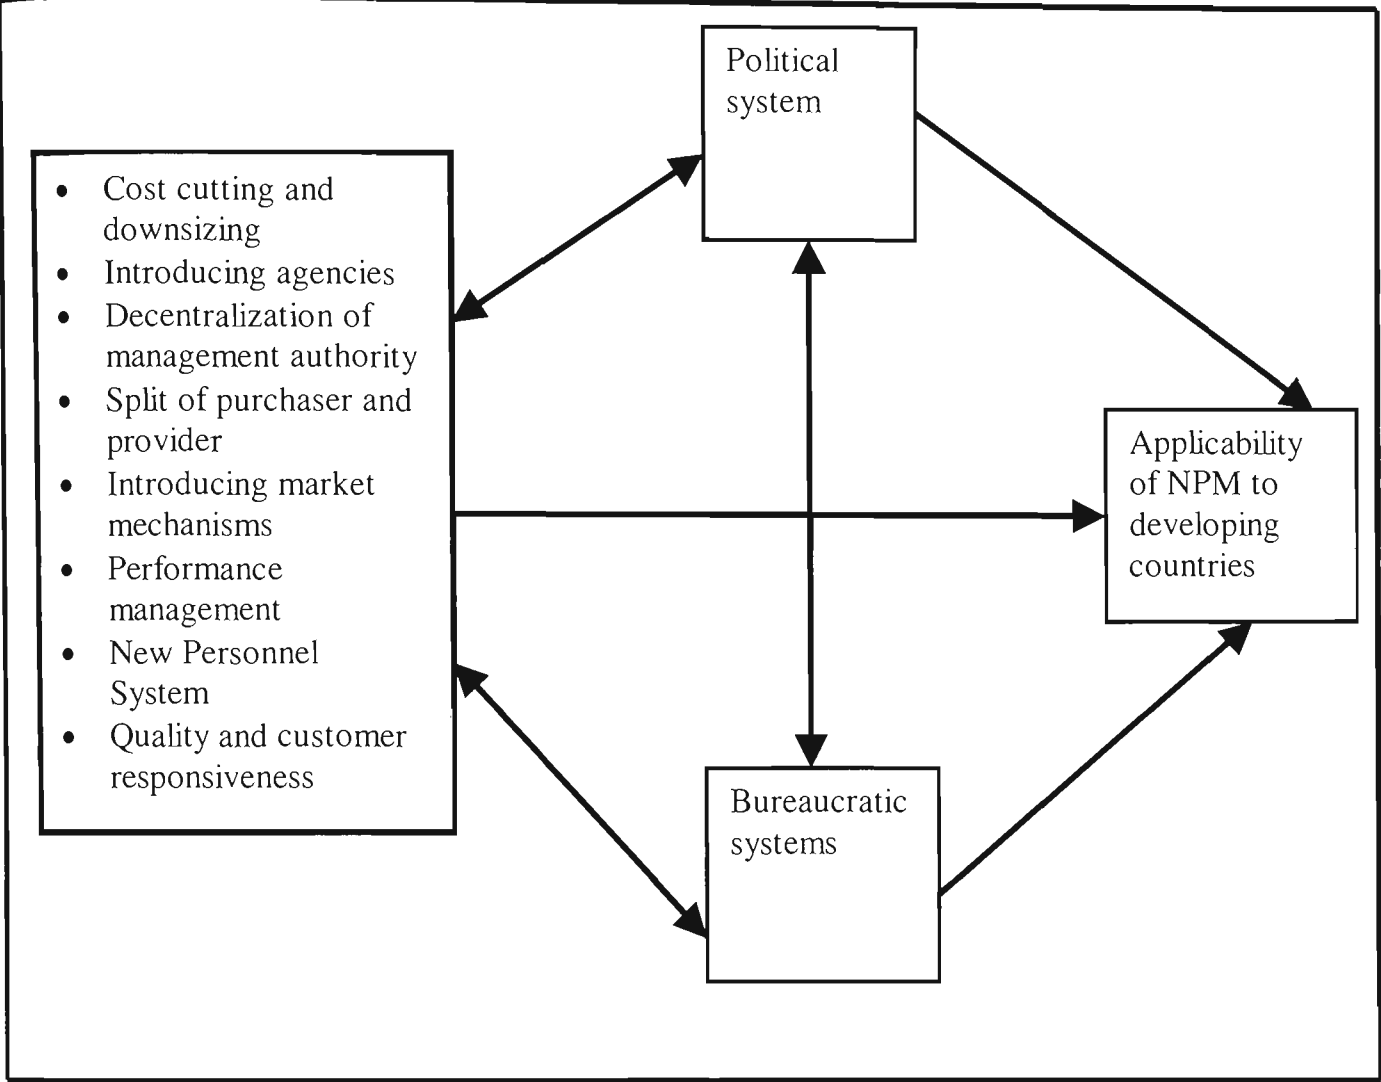 Political
system
• Cost cutting and
downsizing
• Introducing agencies
• Decentralization of
management authority
• Split of purchaser and
provider
• Introducing market
mechanisms
• Performance
management
• New Personnel
System
• Quality and customer
responsiveness
Applicability
of NPM to
developing
countries
Bureaucratic
systems